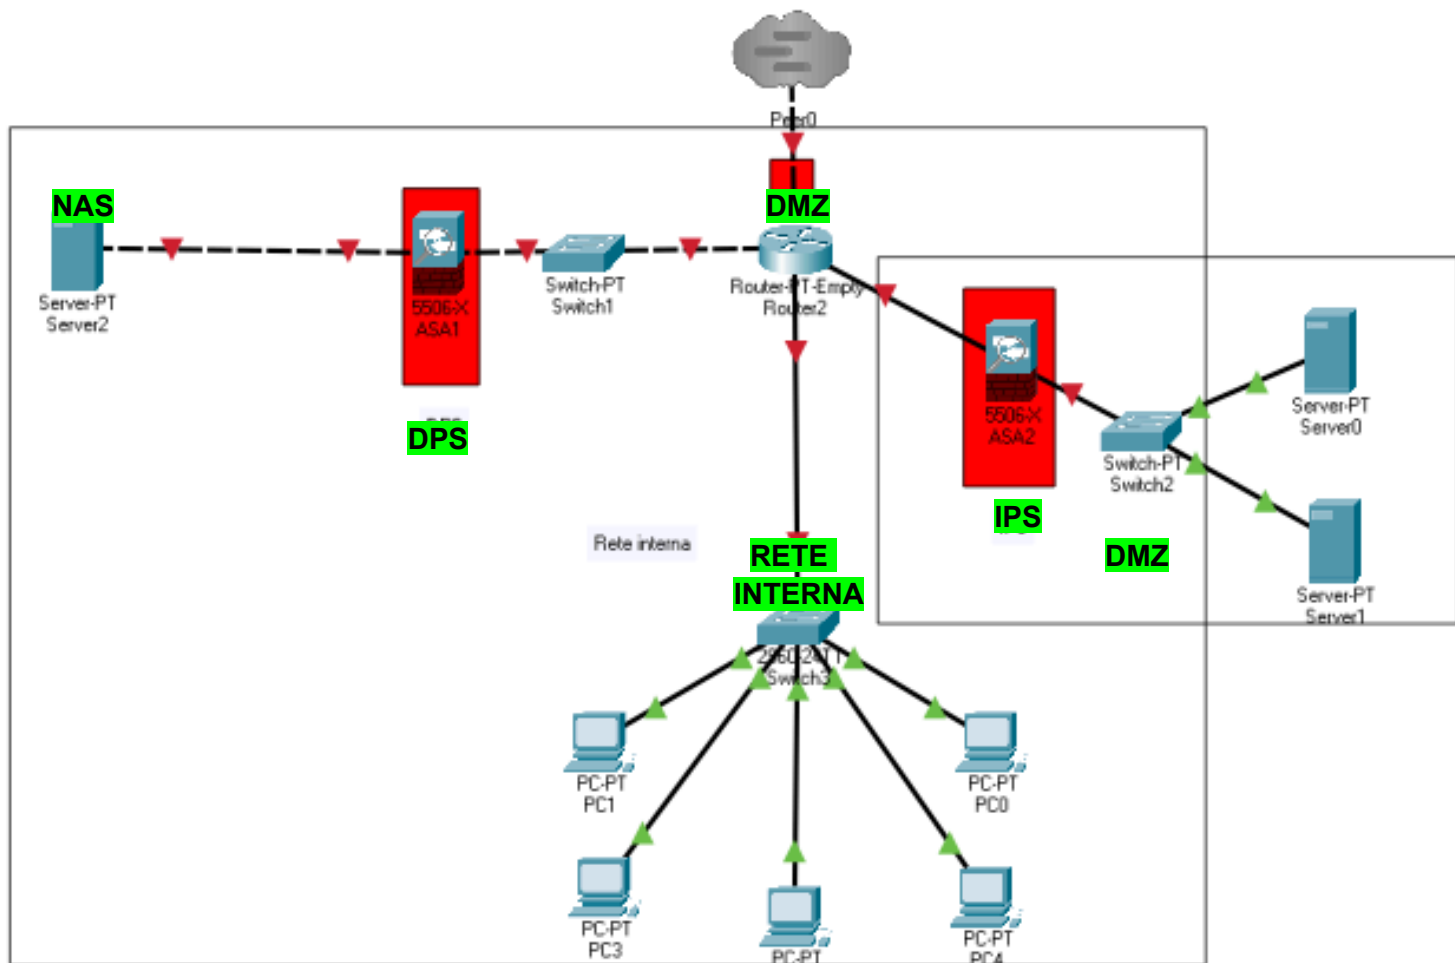 Peer0
NAS
DMZ
Server-PT
Server2
5506-X
ASA1
Switch-PT
Switch1
Router-PT-Empty
Router2
DPS
5506-X
ASA2
Server-PT
Server0
Switch-PT
Switch2
IPS
DMZ
Rete interna
RETE
INTERNA
Server-PT
Server1
Switch3
PC-PT
PC1
PC-PT
PC0
PC-PT
PC3
PC-PT
PC-PT
PC4